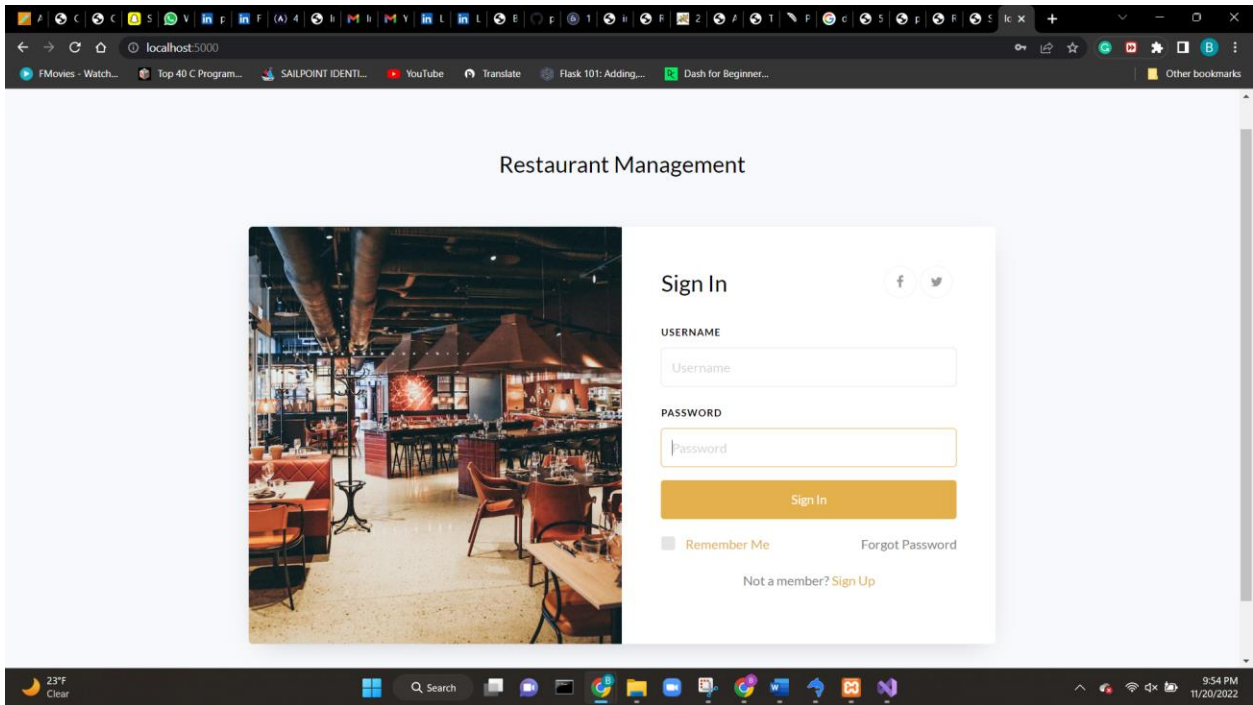 localhost:5000
FMovies - Watch...
Top 40 C Program...
SAILPOINT IDENTI...
YouTube
Translate
Flask 101: Adding,...
Dash for Beginner...
Other bookmarks
Restaurant Management
Sign In
USERNAME
Username
PASSWORD
Password
Sign In
Remember Me
Forgot Password
Not a member? Sign Up
23°F
Clear
Search
9:54 PM
11/20/2022